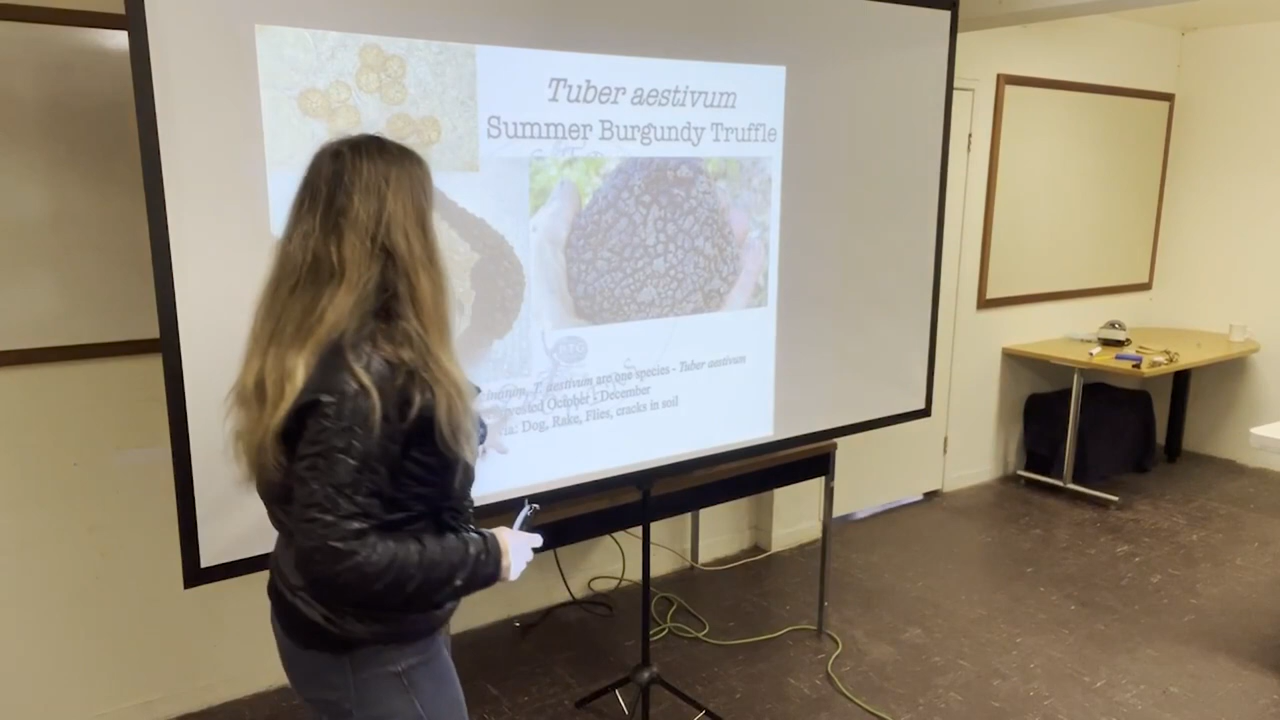 Tuber aestivum
Summer Burgundy Truffle
T. aestivum are one species - Tuber aestivum
October - December
Dog, Rake, Flies, cracks in soil